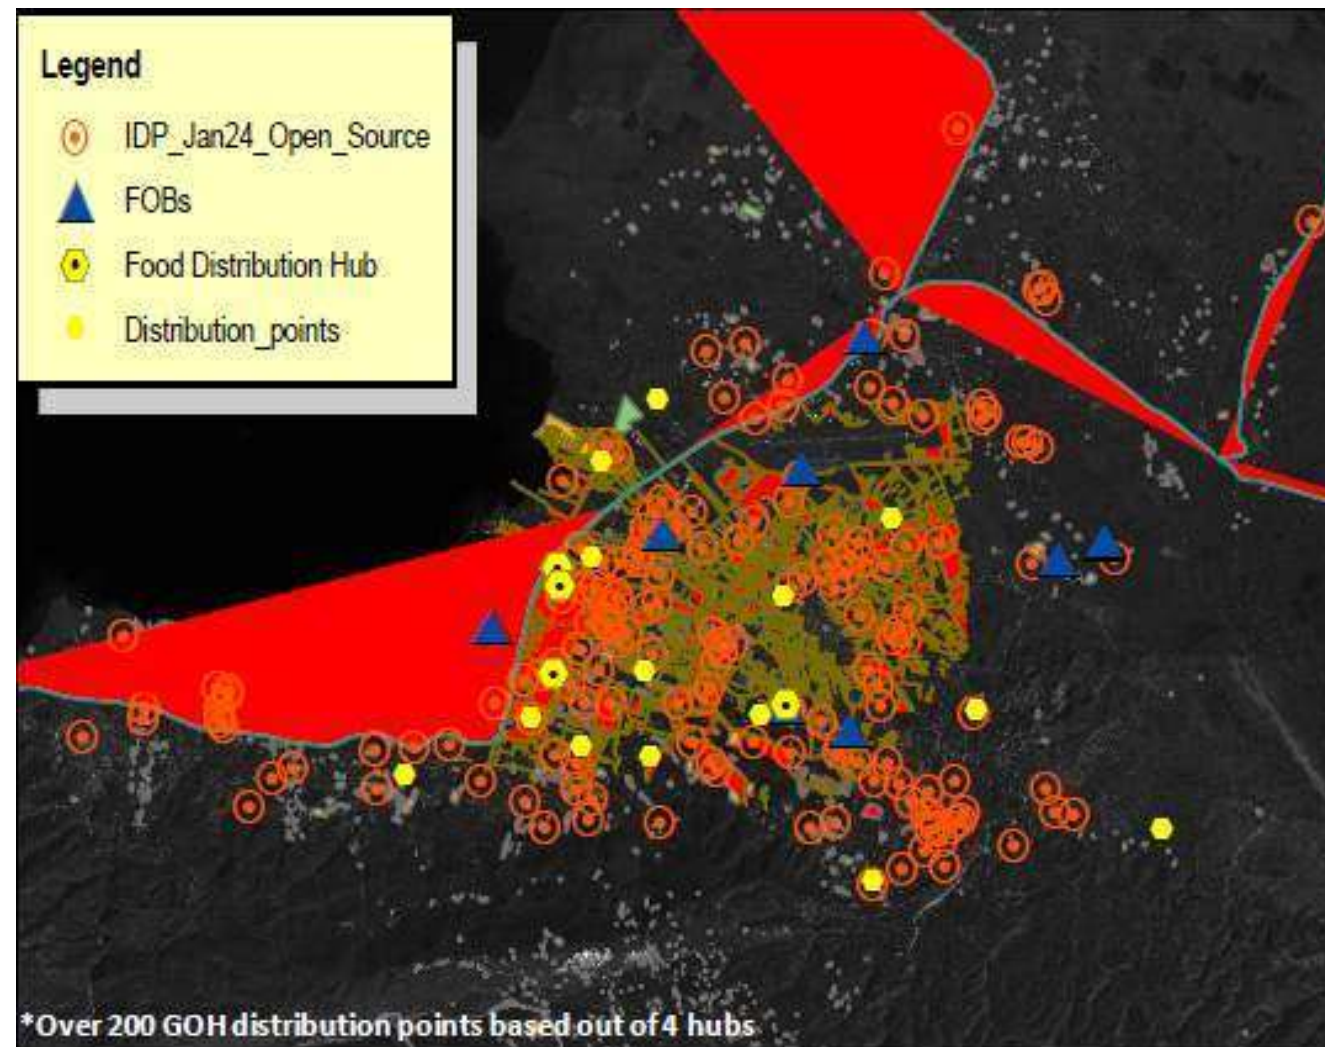 Legend
IDP_Jan24_Open_Source
FOBs
Food Distribution Hub
Distribution_points
*Over 200 GOH distribution points based out of 4 hubs